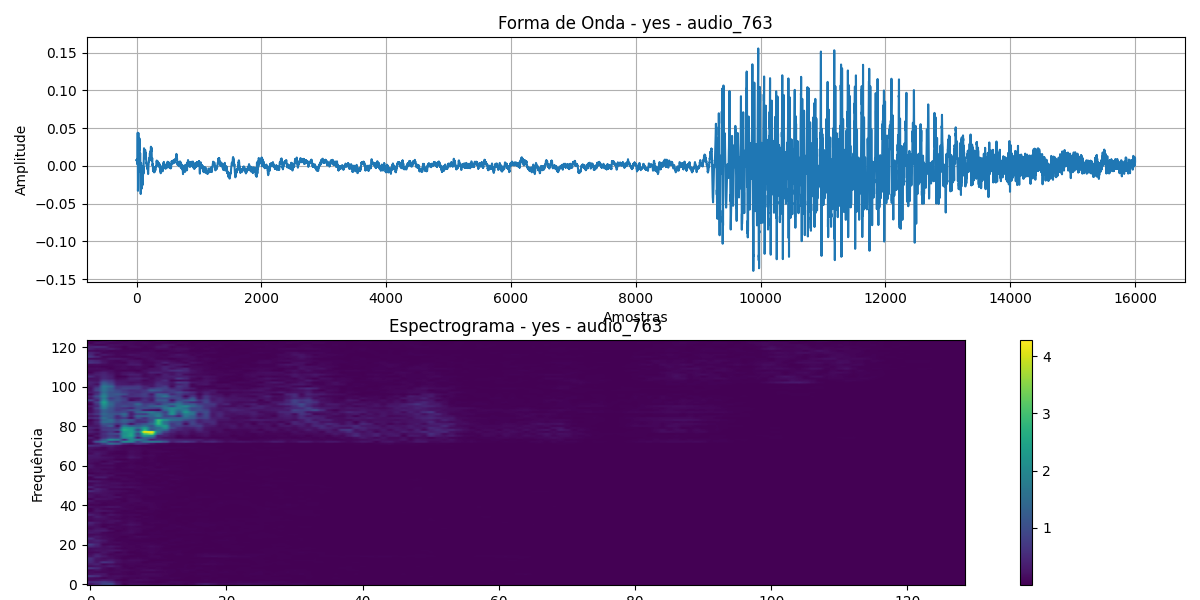 Forma de Onda - yes - audio_763
0.15
0.10
0.05
0.00
−0.05
−0.10
−0.15
Amplitude
0 2000 4000 6000 8000 10000 12000 14000 16000
Amostras
Espectrograma - yes - audio_763
120
100
80
60
40
20
0
Frequência
0 20 40 60 80 100 120
4
3
2
1